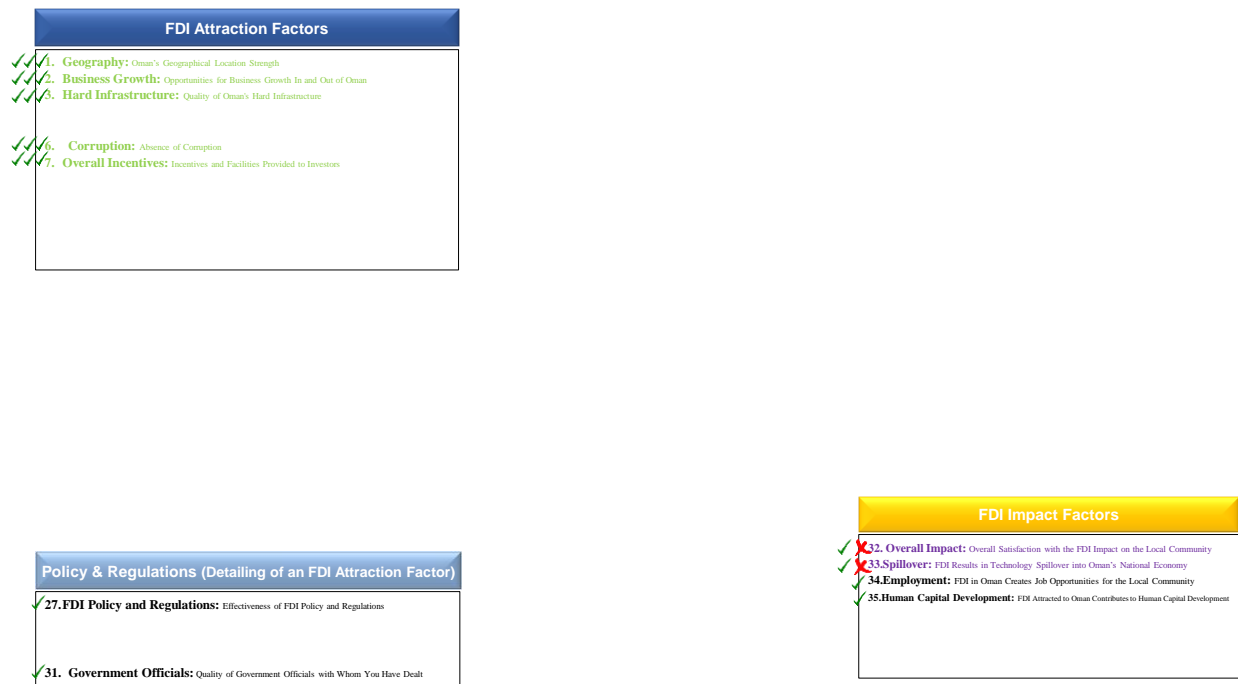 FDI Attraction Factors
1. Geography: Oman's Geographical Location Strength
2. Business Growth: Opportunities for Business Growth In and Out of Oman
3. Hard Infrastructure: Quality of Oman's Hard Infrastructure
6. Corruption: Absence of Corruption
7. Overall Incentives: Incentives and Facilities Provided to Investors
Policy & Regulations (Detailing of an FDI Attraction Factor)
27.FDI Policy and Regulations: Effectiveness of FDI Policy and Regulations
31. Government Officials: Quality of Government Officials with Whom You Have Dealt
FDI Impact Factors
32. Overall Impact: Overall Satisfaction with the FDI Impact on the Local Community
33.Spillover: FDI Results in Technology Spillover into Oman's National Economy
34.Employment: FDI in Oman Creates Job Opportunities for the Local Community
35.Human Capital Development: FDI Attracted to Oman Contributes to Human Capital Development